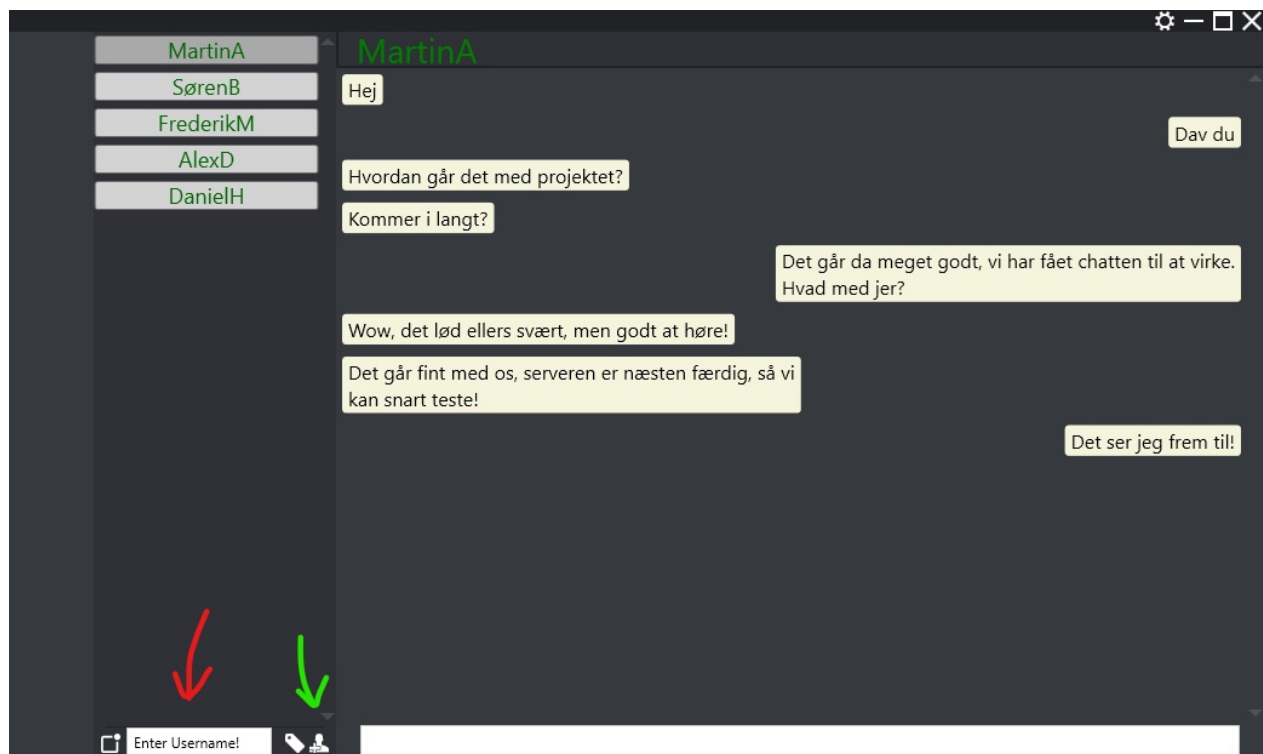 MartinA
SørenB
FrederikM
AlexD
DanielH
MartinA
Hej
Dav du
Hvordan går det med projektet?
Kommer i langt?
Det går da meget godt, vi har fået chatten til at virke.
Hvad med jer?
Wow, det lød ellers svært, men godt at høre!
Det går fint med os, serveren er næsten færdig, så vi
kan snart teste!
Det ser jeg frem til!
Enter Username!